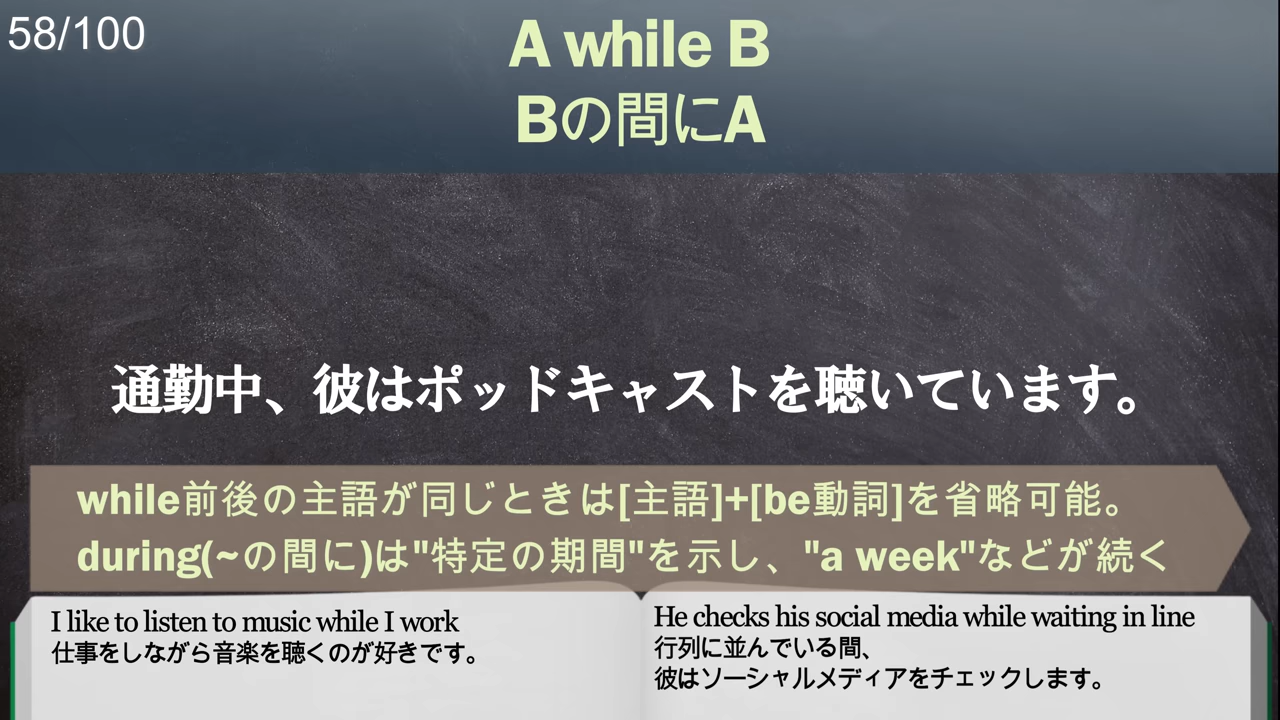 58/100
A while B
Bの間にA
通勤中、彼はポッドキャストを聴いています。
while前後の主語が同じときは[主語]+[be動詞]を省略可能。
during(~の間に)は"特定の期間"を示し、"a week"などが続く
I like to listen to music while I work
仕事をしながら音楽を聴くのが好きです。
He checks his social media while waiting in line
行列に並んでいる間、
彼はソーシャルメディアをチェックします。